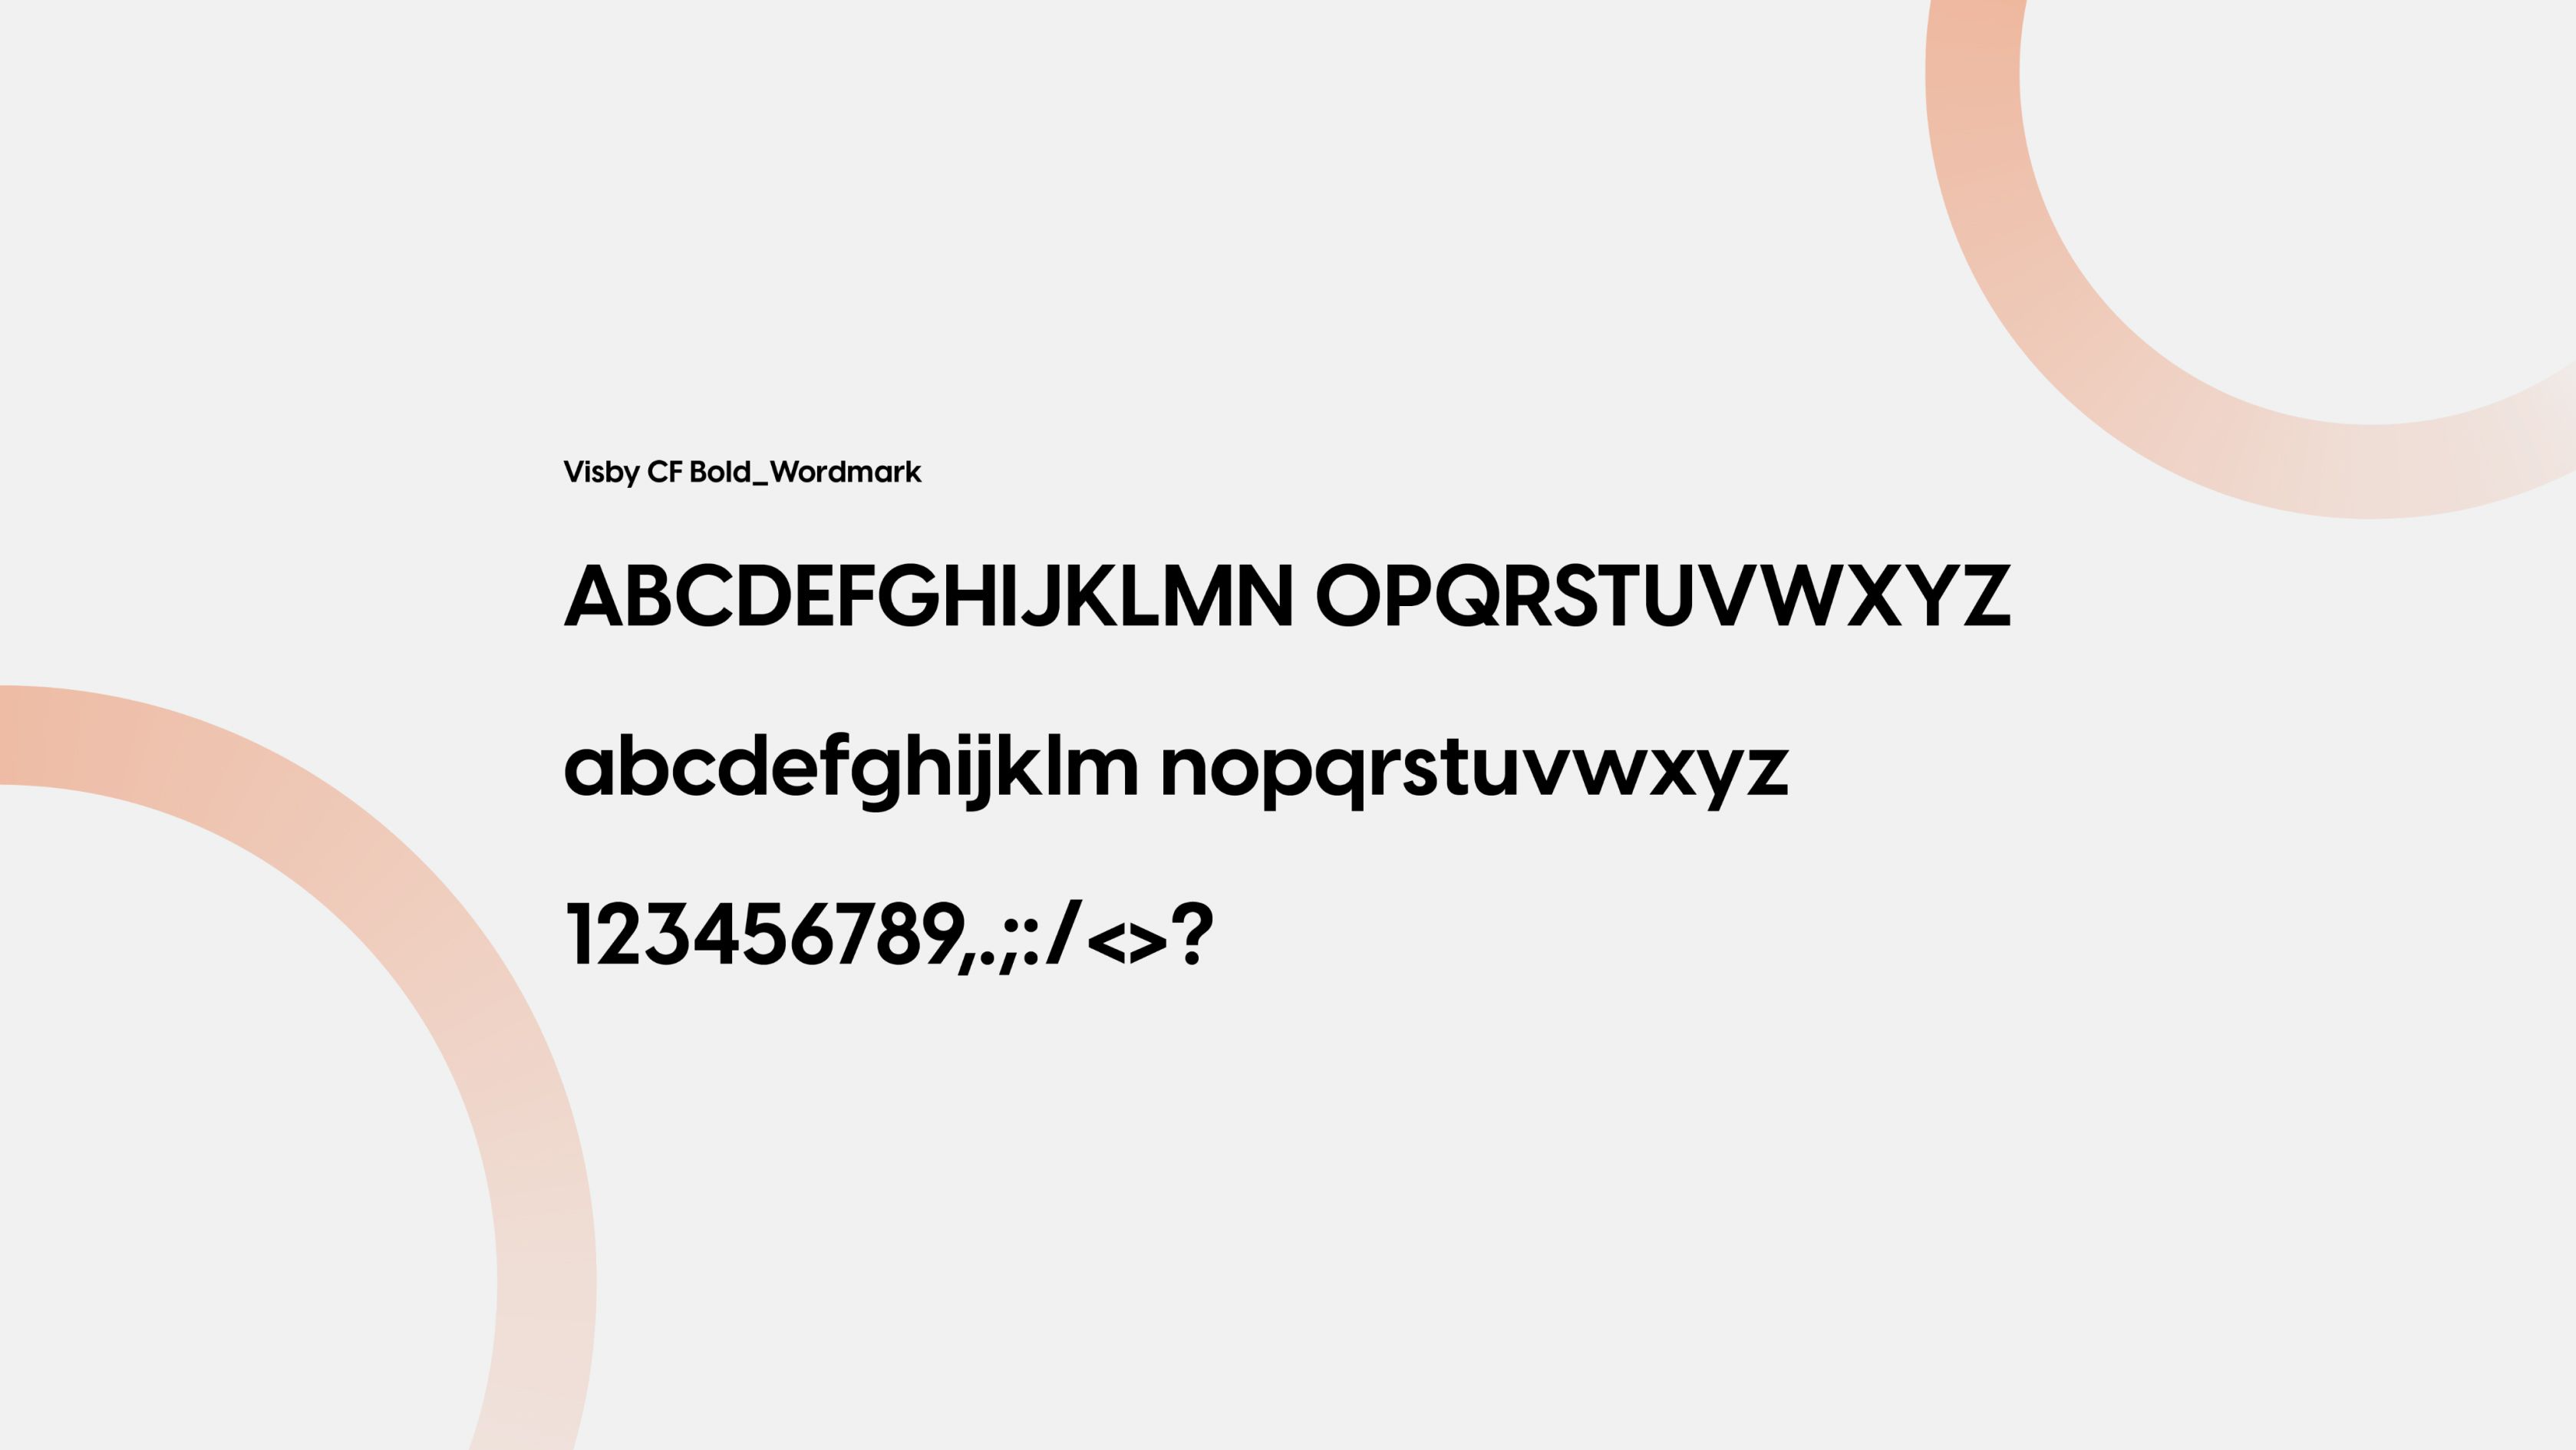 Visby CF Bold_Wordmark
ABCDEFGHIJKLMN OPQRSTUVWXYZ
abcdefghijklm nopqrstuvwxyz
123456789,.;:/<>?